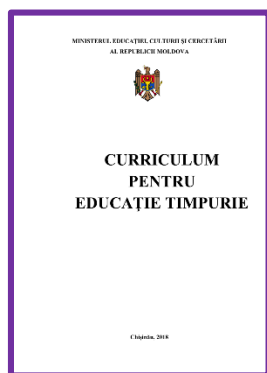 MINISTERUL EDUCAȚIEI, CULTURII ȘI CERCETĂRII
AL REPUBLICII MOLDOVA
CURRICULUM
PENTRU
EDUCAȚIE TIMPURIE
Chișinău, 2018